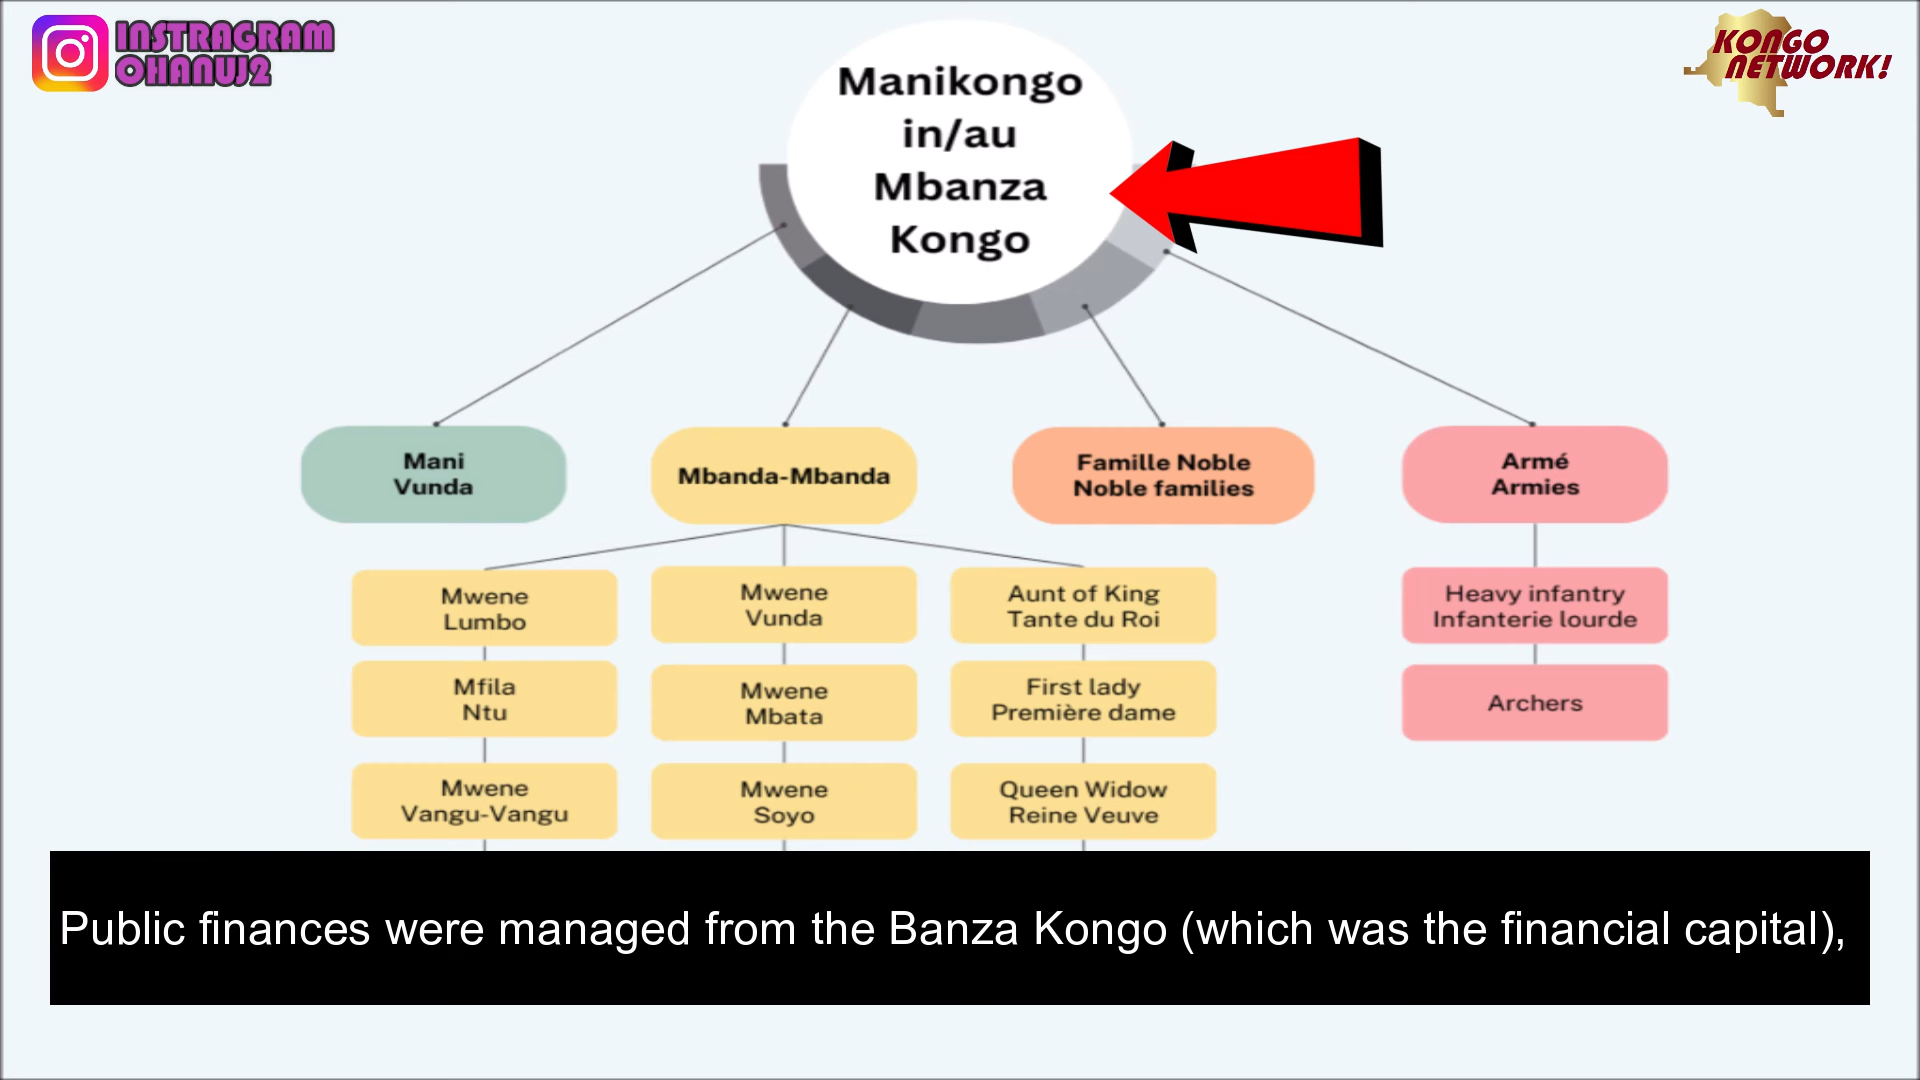 INSTRAGRAM
OHANUJ2
KONGO
NETWORK!
Manikongo
in/au
Mbanza
Kongo
Mani
Vunda
Mbanda-Mbanda
Famille Noble
Noble families
Armé
Armies
Mwene
Lumbo
Mwene
Vunda
Aunt of King
Tante du Roi
Heavy infantry
Infanterie lourde
Mfila
Ntu
Mwene
Mbata
First lady
Première dame
Archers
Mwene
Vangu-Vangu
Mwene
Soyo
Queen Widow
Reine Veuve
Public finances were managed from the Banza Kongo (which was the financial capital),